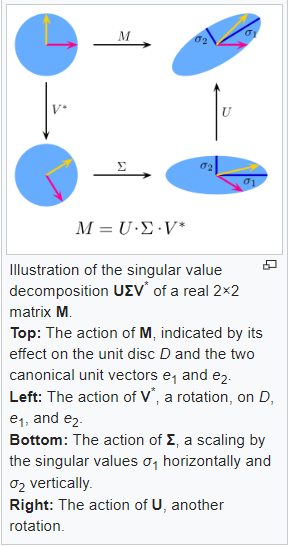 M
σ₂ σ₁
V* U
Σ
σ₂ σ₁
M = U·Σ·V*
Illustration of the singular value
decomposition UΣV* of a real 2×2
matrix M.
Top: The action of M, indicated by its
effect on the unit disc D and the two
canonical unit vectors e₁ and e₂.
Left: The action of V*, a rotation, on D,
e₁, and e₂.
Bottom: The action of Σ, a scaling by
the singular values σ₁ horizontally and
σ₂ vertically.
Right: The action of U, another
rotation.